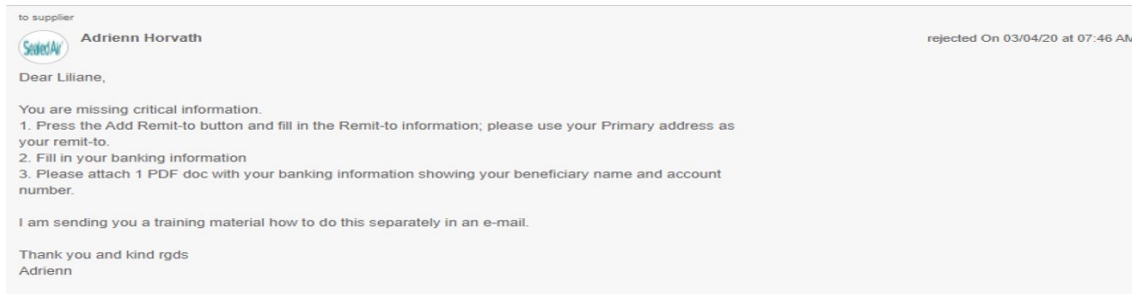 to supplier
SealedAir
Adrienn Horvath
rejected On 03/04/20 at 07:46 AM
Dear Liliane,
You are missing critical information.
1. Press the Add Remit-to button and fill in the Remit-to information; please use your Primary address as
your remit-to.
2. Fill in your banking information
3. Please attach 1 PDF doc with your banking information showing your beneficiary name and account
number.
I am sending you a training material how to do this separately in an e-mail.
Thank you and kind rgds
Adrienn